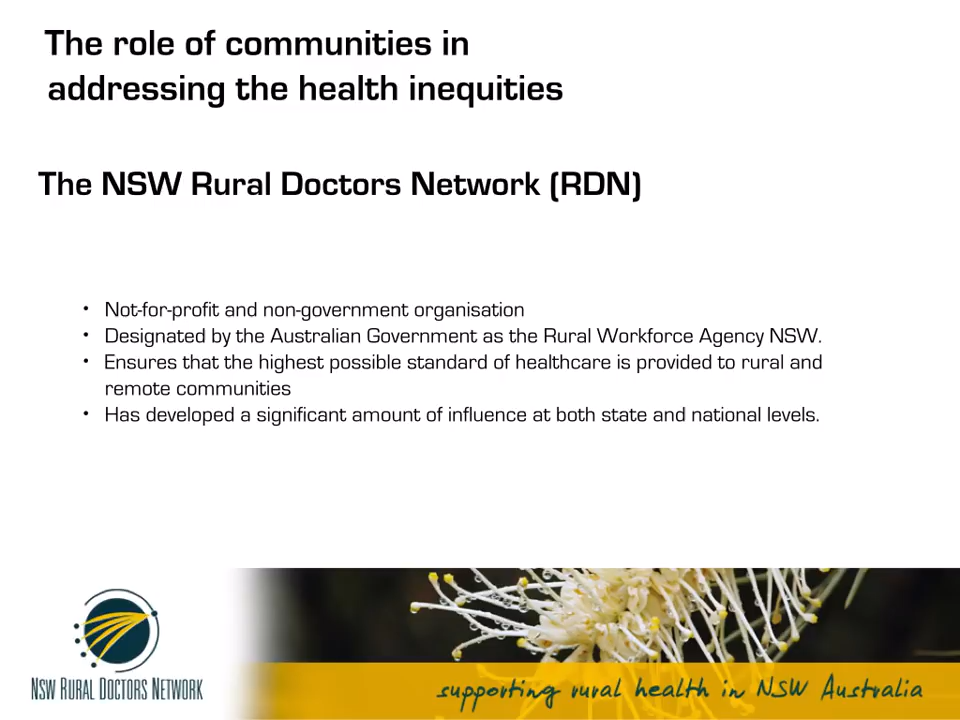 The role of communities in
addressing the health inequities
The NSW Rural Doctors Network (RDN)
• Not-for-profit and non-government organisation
• Designated by the Australian Government as the Rural Workforce Agency NSW.
• Ensures that the highest possible standard of healthcare is provided to rural and
remote communities
• Has developed a significant amount of influence at both state and national levels.
NSW RURAL DOCTORS NETWORK
supporting rural health in NSW Australia